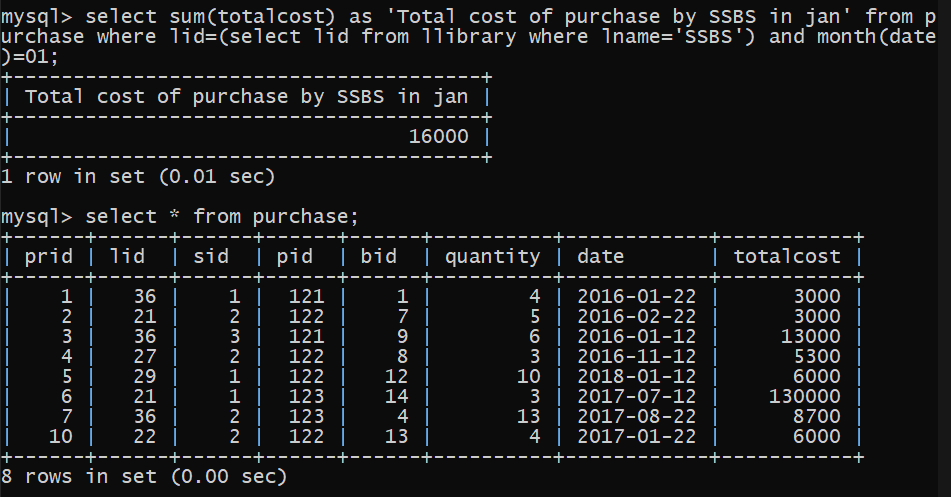 mysql> select sum(totalcost) as 'Total cost of purchase by SSBS in jan' from p
urchase where lid=(select lid from llibrary where lname='SSBS') and month(date
)=01;
+---------------------------------------+
| Total cost of purchase by SSBS in jan |
+---------------------------------------+
|                                 16000 |
+---------------------------------------+
1 row in set (0.01 sec)

mysql> select * from purchase;
+------+------+------+------+------+----------+------------+-----------+
| prid | lid  | sid  | pid  | bid  | quantity | date       | totalcost |
+------+------+------+------+------+----------+------------+-----------+
|    1 |   36 |    1 |  121 |    1 |        4 | 2016-01-22 |      3000 |
|    2 |   21 |    2 |  122 |    7 |        5 | 2016-02-22 |      3000 |
|    3 |   36 |    3 |  121 |    9 |        6 | 2016-01-12 |     13000 |
|    4 |   27 |    2 |  122 |    8 |        3 | 2016-11-12 |      5300 |
|    5 |   29 |    1 |  122 |   12 |       10 | 2018-01-12 |      6000 |
|    6 |   21 |    1 |  123 |   14 |        3 | 2017-07-12 |    130000 |
|    7 |   36 |    2 |  123 |    4 |       13 | 2017-08-22 |      8700 |
|   10 |   22 |    2 |  122 |   13 |        4 | 2017-01-22 |      6000 |
+------+------+------+------+------+----------+------------+-----------+
8 rows in set (0.00 sec)